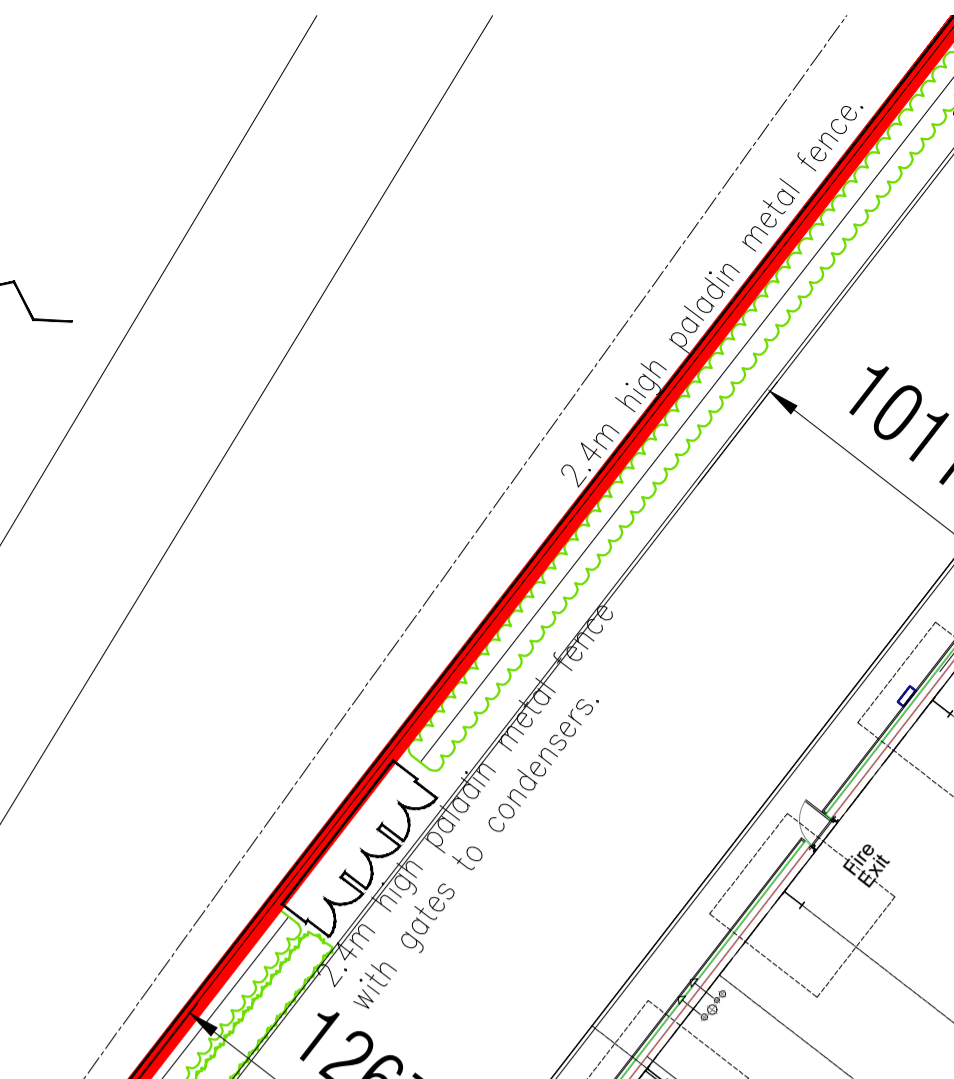 2.4m high paladin metal fence.
2.4m high paladin metal fence
with gates to condensers.
Fire
Exit